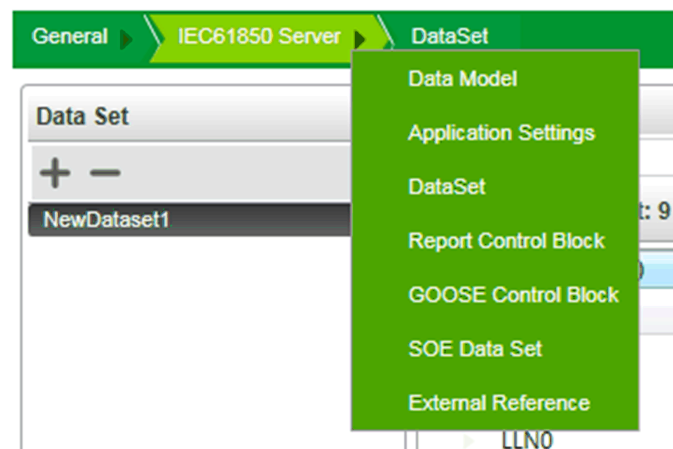 General
IEC61850 Server
DataSet
Data Model
Data Set
Application Settings
DataSet
NewDataset1
t: 9
Report Control Block
)
GOOSE Control Block
SOE Data Set
External Reference
LLN0